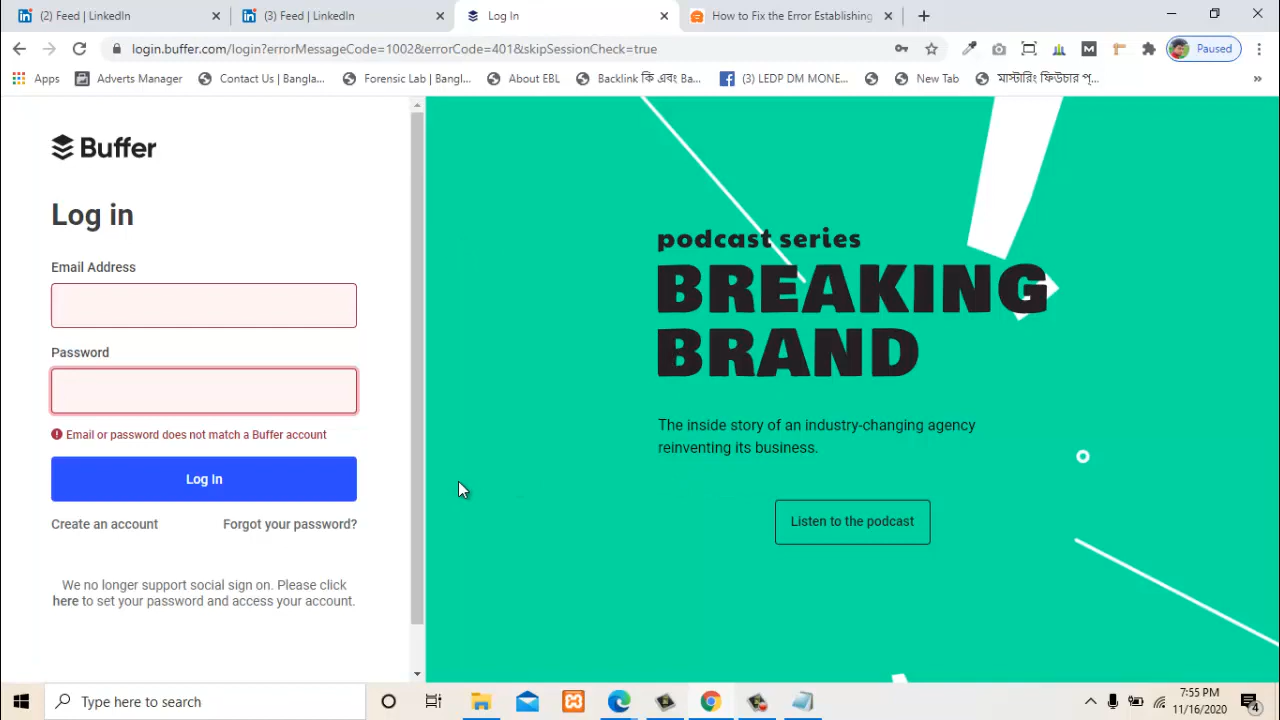 (2) Feed | LinkedIn
(3) Feed | LinkedIn
Log In
How to Fix the Error Establishing
login.buffer.com/login?errorMessageCode=1002&errorCode=401&skipSessionCheck=true
Paused
Apps
Adverts Manager
Contact Us | Bangla...
Forensic Lab | Bangl...
About EBL
Backlink কি এবং Ba...
(3) LEDP DM MONE...
New Tab
মাস্টারিং ফিউচার প্...
Buffer
Log in
Email Address
Password
Email or password does not match a Buffer account
Log In
Create an account
Forgot your password?
We no longer support social sign on. Please click
here to set your password and access your account.
podcast series
BREAKING
BRAND
The inside story of an industry-changing agency
reinventing its business.
Listen to the podcast
Type here to search
7:55 PM
11/16/2020
4